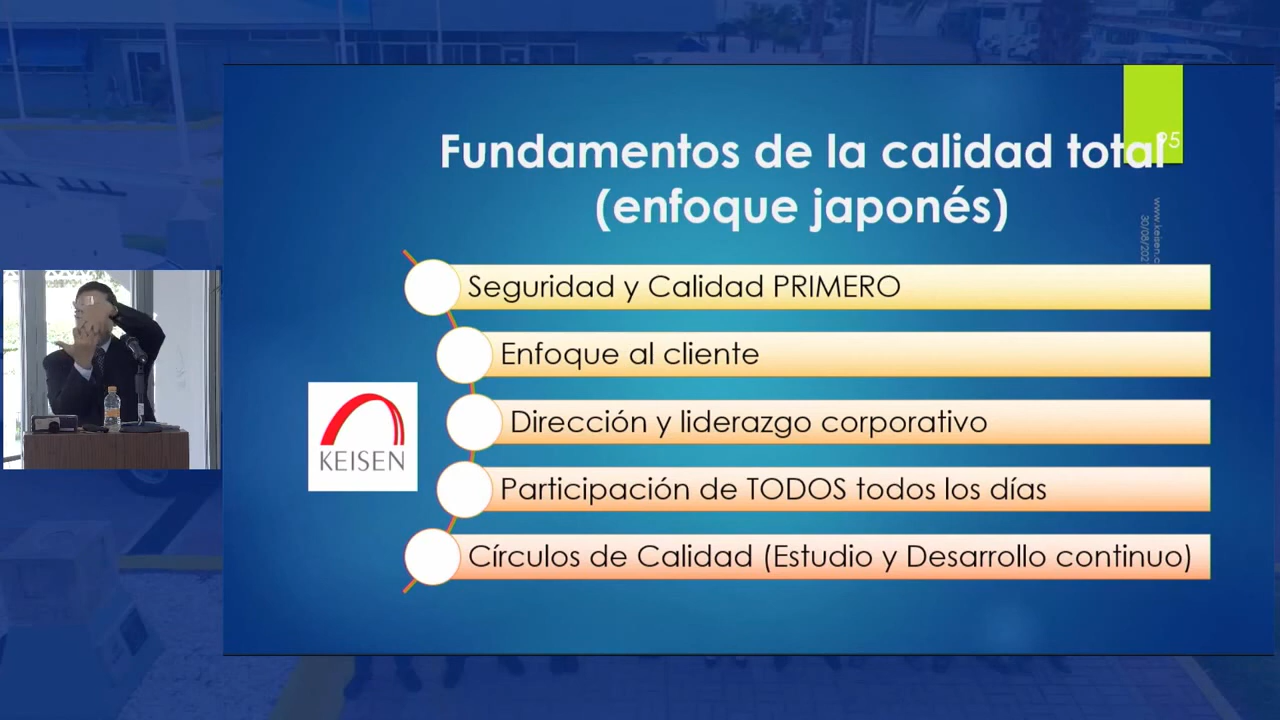 Fundamentos de la calidad total
(enfoque japonés)
Seguridad y Calidad PRIMERO
Enfoque al cliente
Dirección y liderazgo corporativo
Participación de TODOS todos los días
Círculos de Calidad (Estudio y Desarrollo continuo)
KEISEN